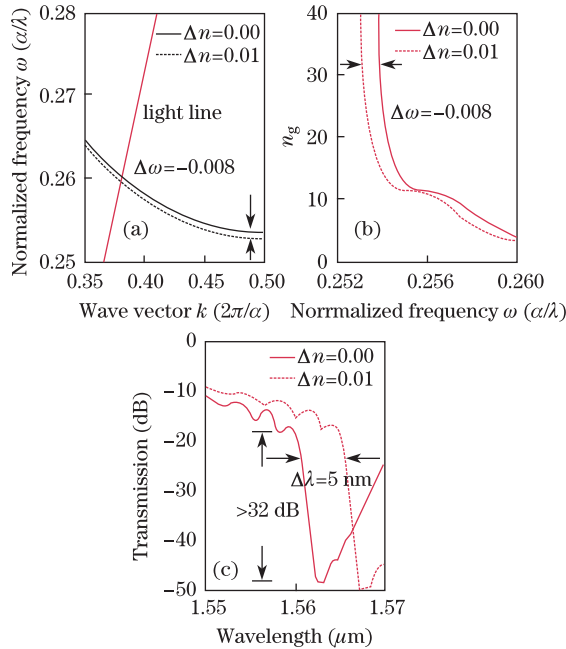 Normalized frequency ω (α/λ)
0.28
0.27
0.26
0.25
Δn=0.00
Δn=0.01
light line
Δω=−0.008
(a)
0.35
0.40
0.45
0.50
Wave vector k (2π/α)
n_g
40
30
20
10
0
Δn=0.00
Δn=0.01
Δω=−0.008
(b)
0.252
0.256
0.260
Norrmalized frequency ω (α/λ)
Transmission (dB)
0
−10
−20
−30
−40
−50
Δn=0.00
Δn=0.01
Δλ=5 nm
>32 dB
(c)
1.55
1.56
1.57
Wavelength (μm)